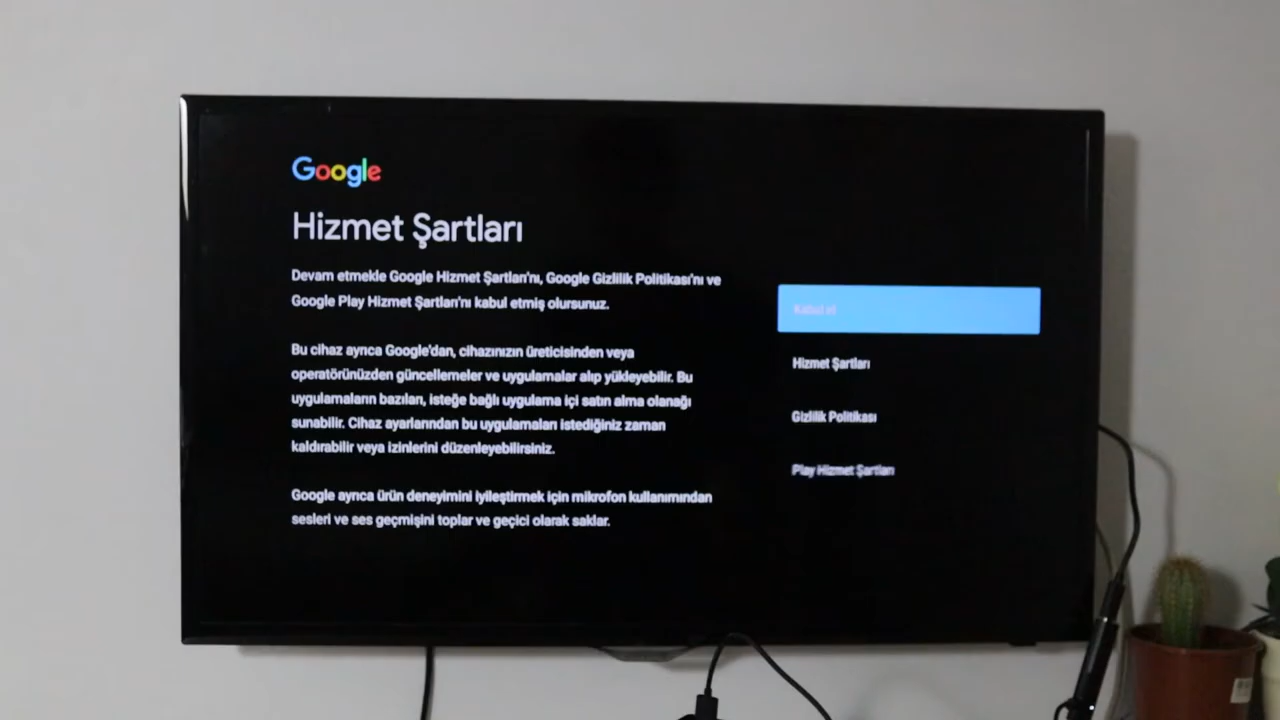 Google
Hizmet Şartları
Devam etmekle Google Hizmet Şartları'nı, Google Gizlilik Politikası'nı ve
Google Play Hizmet Şartları'nı kabul etmiş olursunuz.
Bu cihaz ayrıca Google'dan, cihazınızın üreticisinden veya
operatörünüzden güncellemeler ve uygulamalar alıp yükleyebilir. Bu
uygulamaların bazıları, isteğe bağlı uygulama içi satın alma olanağı
sunabilir. Cihaz ayarlarından bu uygulamaları istediğiniz zaman
kaldırabilir veya izinlerini düzenleyebilirsiniz.
Google ayrıca ürün deneyimini iyileştirmek için mikrofon kullanımından
sesleri ve ses geçmişini toplar ve geçici olarak saklar.
Kabul et
Hizmet Şartları
Gizlilik Politikası
Play Hizmet Şartları